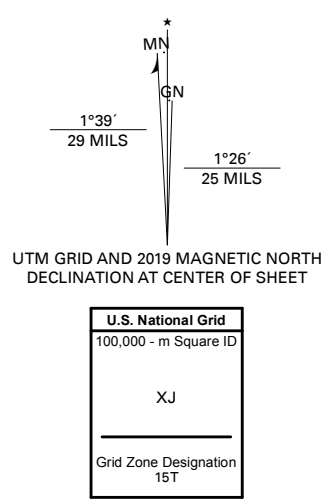 MN
GN
1°39´
29 MILS
1°26´
25 MILS
UTM GRID AND 2019 MAGNETIC NORTH
DECLINATION AT CENTER OF SHEET
U.S. National Grid
100,000 - m Square ID
XJ
Grid Zone Designation
15T